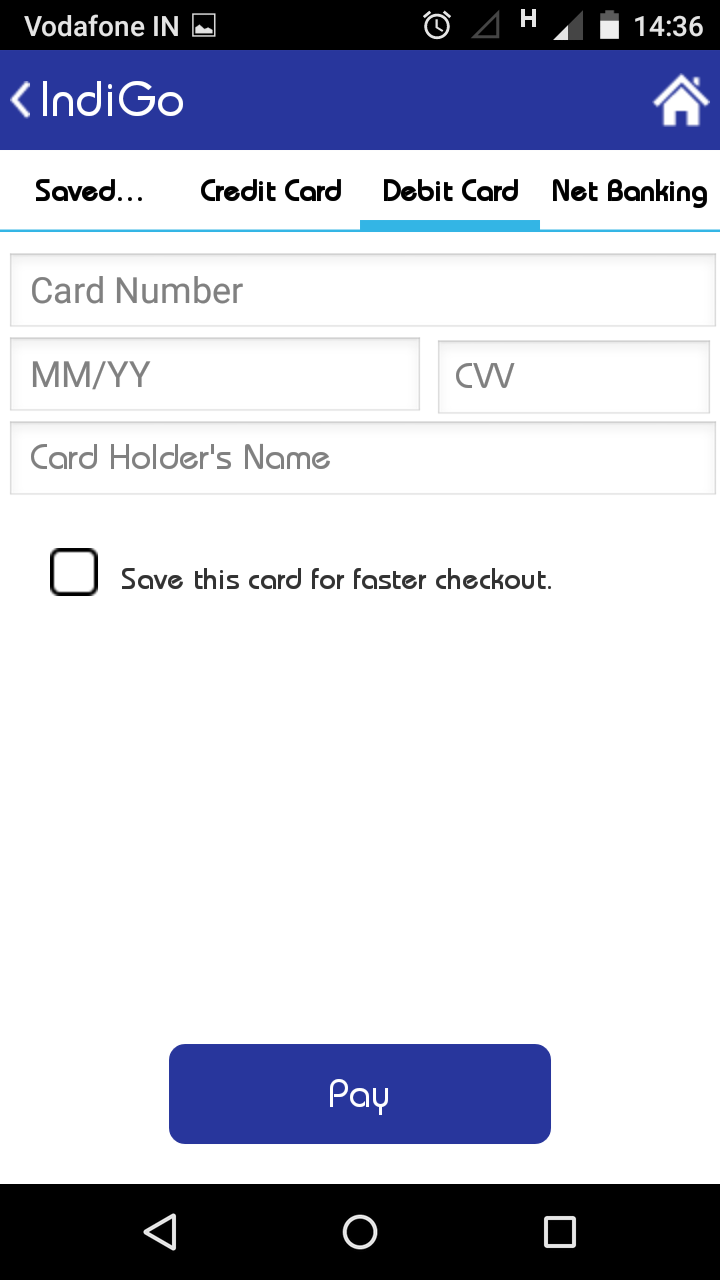 Vodafone IN H 14:36
IndiGo
Saved... Credit Card Debit Card Net Banking
Card Number
MM/YY CVV
Card Holder's Name
Save this card for faster checkout.
Pay